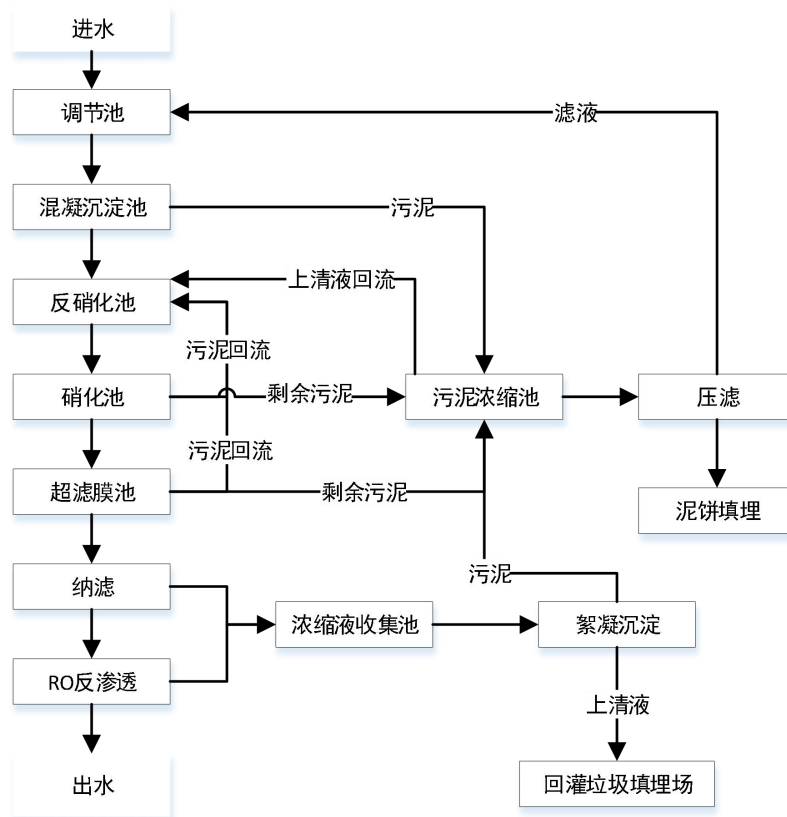 进水
调节池
滤液
混凝沉淀池
污泥
上清液回流
反硝化池
污泥回流
硝化池
剩余污泥
污泥浓缩池
压滤
污泥回流
超滤膜池
剩余污泥
泥饼填埋
污泥
纳滤
浓缩液收集池
絮凝沉淀
RO反渗透
上清液
出水
回灌垃圾填埋场